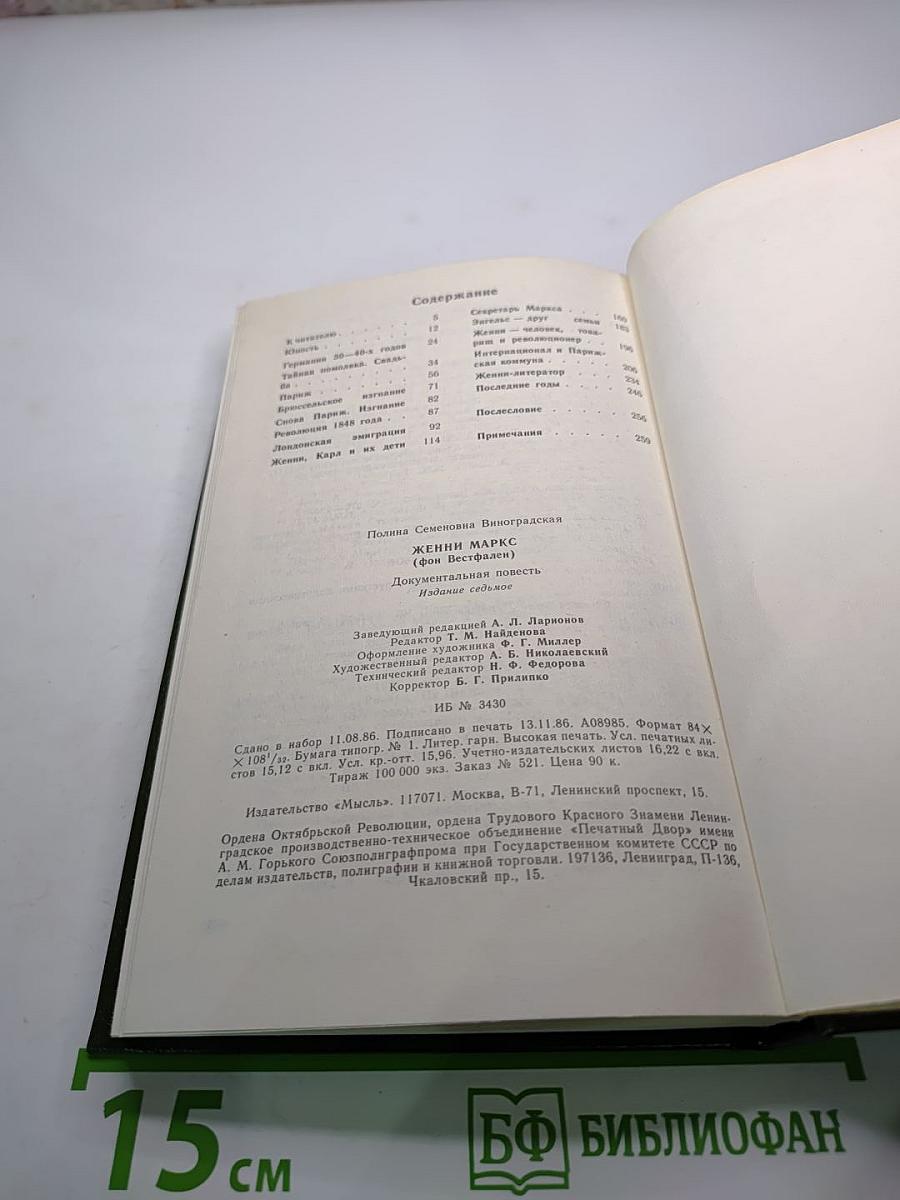 Содержание
К читателю . . . . . 5
Юность . . . . . . 12
Германия 30—40-х годов 24
Тайная помолвка. Свадь-
ба . . . . . . . 34
Париж . . . . . . 56
Брюссельское изгнание 71
Снова Париж. Изгнание 82
Революция 1848 года . . 87
Лондонская эмиграция 92
Женни, Карл и их дети 114
Секретарь Маркса . . . 160
Энгельс — друг семьи 183
Женни — человек, това-
рищ и революционер . . 196
Интернационал и Париж-
ская коммуна . . . . . 206
Женни-литератор . . . 234
Последние годы . . . . 246
Послесловие . . . . . 256
Примечания . . . . . 259
Полина Семеновна Виноградская
ЖЕННИ МАРКС
(фон Вестфален)
Документальная повесть
Издание седьмое
Заведующий редакцией А. Л. Ларионов
Редактор Т. М. Найденова
Оформление художника Ф. Г. Миллер
Художественный редактор А. Б. Николаевский
Технический редактор Н. Ф. Федорова
Корректор Б. Г. Прилипко
ИБ № 3430
Сдано в набор 11.08.86. Подписано в печать 13.11.86. А08985. Формат 84×
×108¹/₃₂. Бумага типогр. № 1. Литер. гарн. Высокая печать. Усл. печатных ли-
стов 15,12 с вкл. Усл. кр.-отт. 15,96. Учетно-издательских листов 16,22 с вкл.
Тираж 100 000 экз. Заказ № 521. Цена 90 к.
Издательство «Мысль». 117071. Москва, В-71, Ленинский проспект, 15.
Ордена Октябрьской Революции, ордена Трудового Красного Знамени Ленин-
градское производственно-техническое объединение «Печатный Двор» имени
А. М. Горького Союзполиграфпрома при Государственном комитете СССР по
делам издательств, полиграфии и книжной торговли. 197136, Ленинград, П-136,
Чкаловский пр., 15.
15 см
БФ БИБЛИОФАН